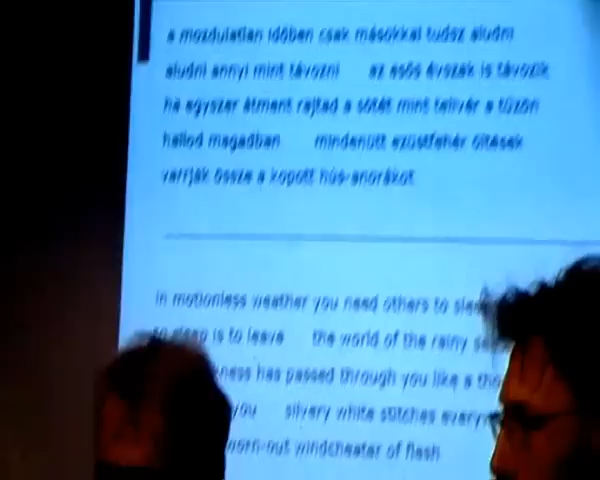 a mozdulatlan időben csak másokkal tudsz aludni
aludni annyi mint távozni az esős évszak is távozik
ha egyszer átment rajtad a sötét mint telivér a tűzön
hallod magadban mindenütt ezüstfehér öltések
varrják össze a kopott hús-anorákot
in motionless weather you need others to
to sleep is to leave the world of the rainy
has passed through you like a
you silvery white stitches
worn-out windcheater of flesh